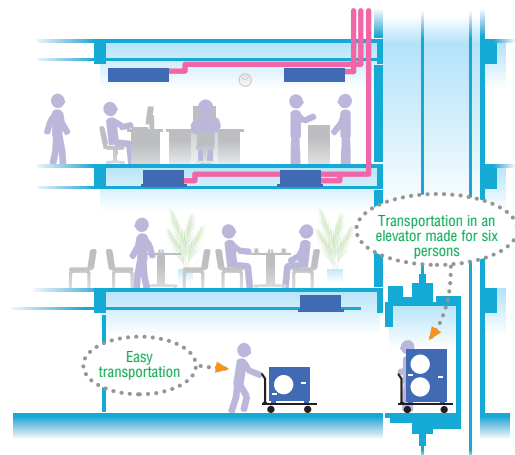 Transportation in an
elevator made for six
persons
Easy
transportation